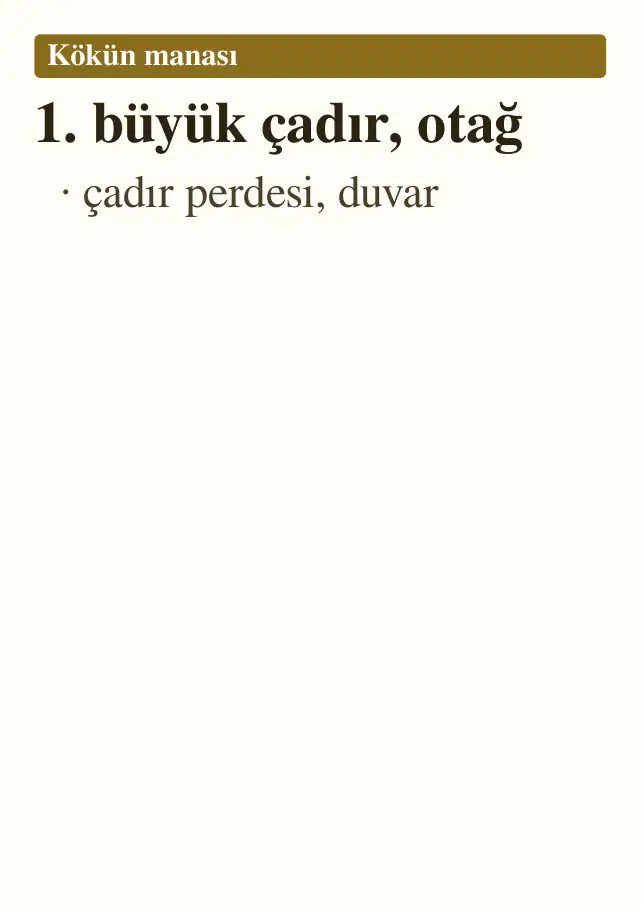 Kökün manası
1. büyük çadır, otağ
· çadır perdesi, duvar